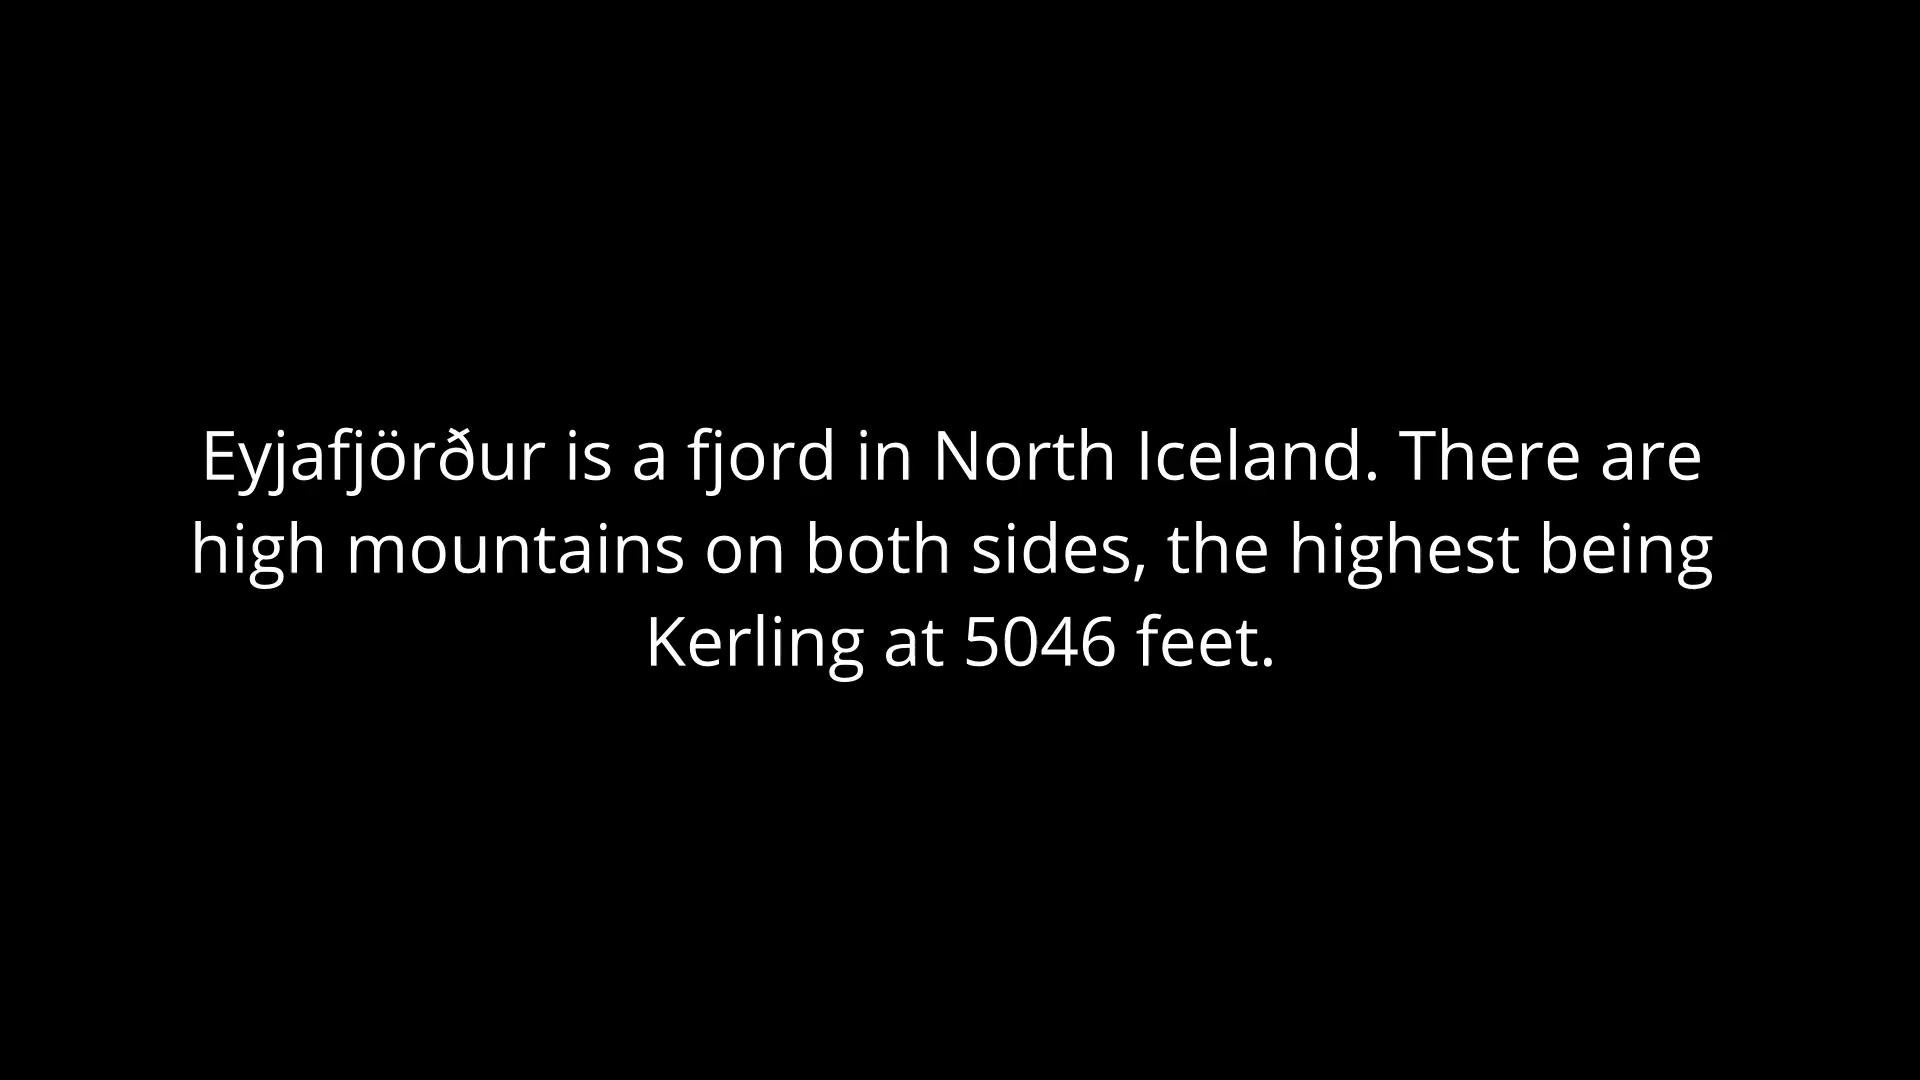 Eyjafjörður is a fjord in North Iceland. There are
high mountains on both sides, the highest being
Kerling at 5046 feet.